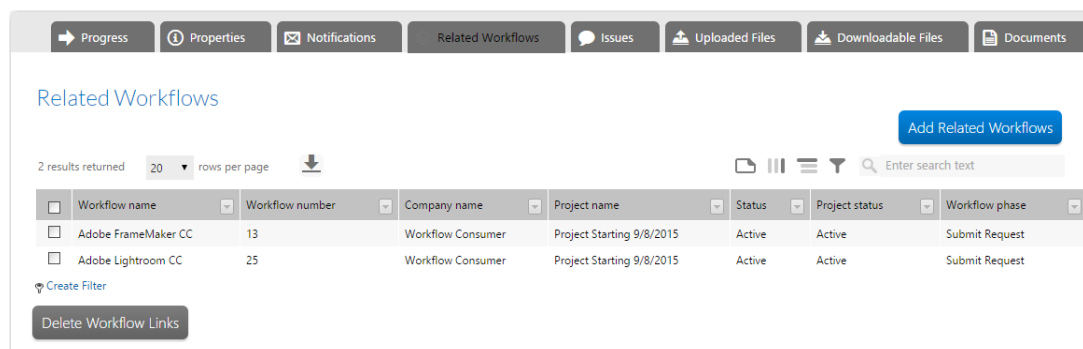 Progress Properties Notifications Related Workflows Issues Uploaded Files Downloadable Files Documents
Related Workflows
Add Related Workflows
2 results returned 20 rows per page Enter search text
Workflow name Workflow number Company name Project name Status Project status Workflow phase
Adobe FrameMaker CC 13 Workflow Consumer Project Starting 9/8/2015 Active Active Submit Request
Adobe Lightroom CC 25 Workflow Consumer Project Starting 9/8/2015 Active Active Submit Request
Create Filter
Delete Workflow Links